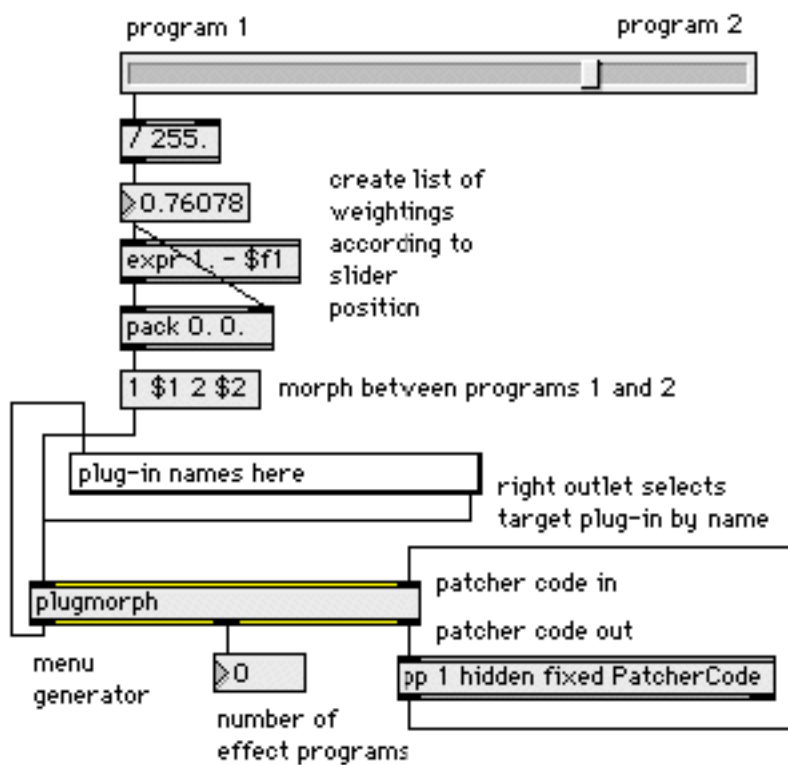 program 1
program 2
/ 255.
0.76078
create list of
weightings
according to
slider
position
expr 1. - $f1
pack 0. 0.
1 $1 2 $2
morph between programs 1 and 2
plug-in names here
right outlet selects
target plug-in by name
plugmorph
patcher code in
patcher code out
menu
generator
0
pp 1 hidden fixed PatcherCode
number of
effect programs